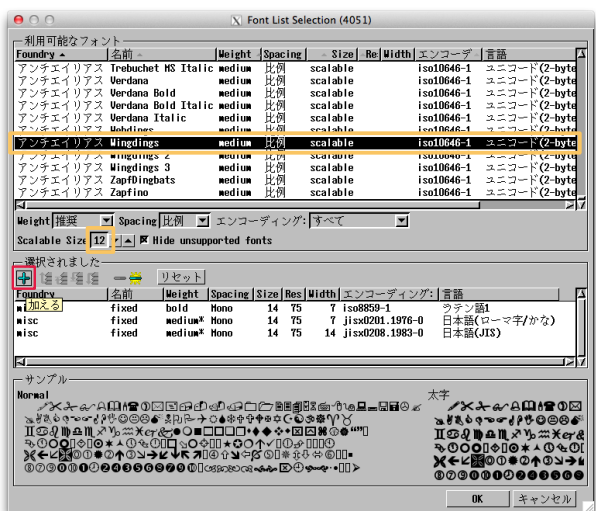 Font List Selection (4051)
利用可能なフォント
Foundry 名前 Weight Spacing Size Re Width エンコーデ 言語
アンチエイリアス Trebuchet MS Italic medium 比例 scalable iso10646-1 ユニコード(2-byte
アンチエイリアス Verdana medium 比例 scalable iso10646-1 ユニコード(2-byte
アンチエイリアス Verdana Bold medium 比例 scalable iso10646-1 ユニコード(2-byte
アンチエイリアス Verdana Bold Italic medium 比例 scalable iso10646-1 ユニコード(2-byte
アンチエイリアス Verdana Italic medium 比例 scalable iso10646-1 ユニコード(2-byte
アンチエイリアス Webdings medium 比例 scalable iso10646-1 ユニコード(2-byte
アンチエイリアス Wingdings medium 比例 scalable iso10646-1 ユニコード(2-byte
アンチエイリアス Wingdings 2 medium 比例 scalable iso10646-1 ユニコード(2-byte
アンチエイリアス Wingdings 3 medium 比例 scalable iso10646-1 ユニコード(2-byte
アンチエイリアス ZapfDingbats medium 比例 scalable iso10646-1 ユニコード(2-byte
アンチエイリアス Zapfino medium 比例 scalable iso10646-1 ユニコード(2-byte
Weight 推奨 Spacing 比例 エンコーディング: すべて
Scalable Size 12 Hide unsupported fonts
選択されました
リセット
Foundry 名前 Weight Spacing Size Res Width エンコーディング: 言語
加える fixed bold Mono 14 75 7 iso8859-1 ラテン語1
misc fixed medium* Mono 14 75 7 jisx0201.1976-0 日本語(ローマ字/かな)
misc fixed medium* Mono 14 75 14 jisx0208.1983-0 日本語(JIS)
サンプル
Normal 太字
OK キャンセル